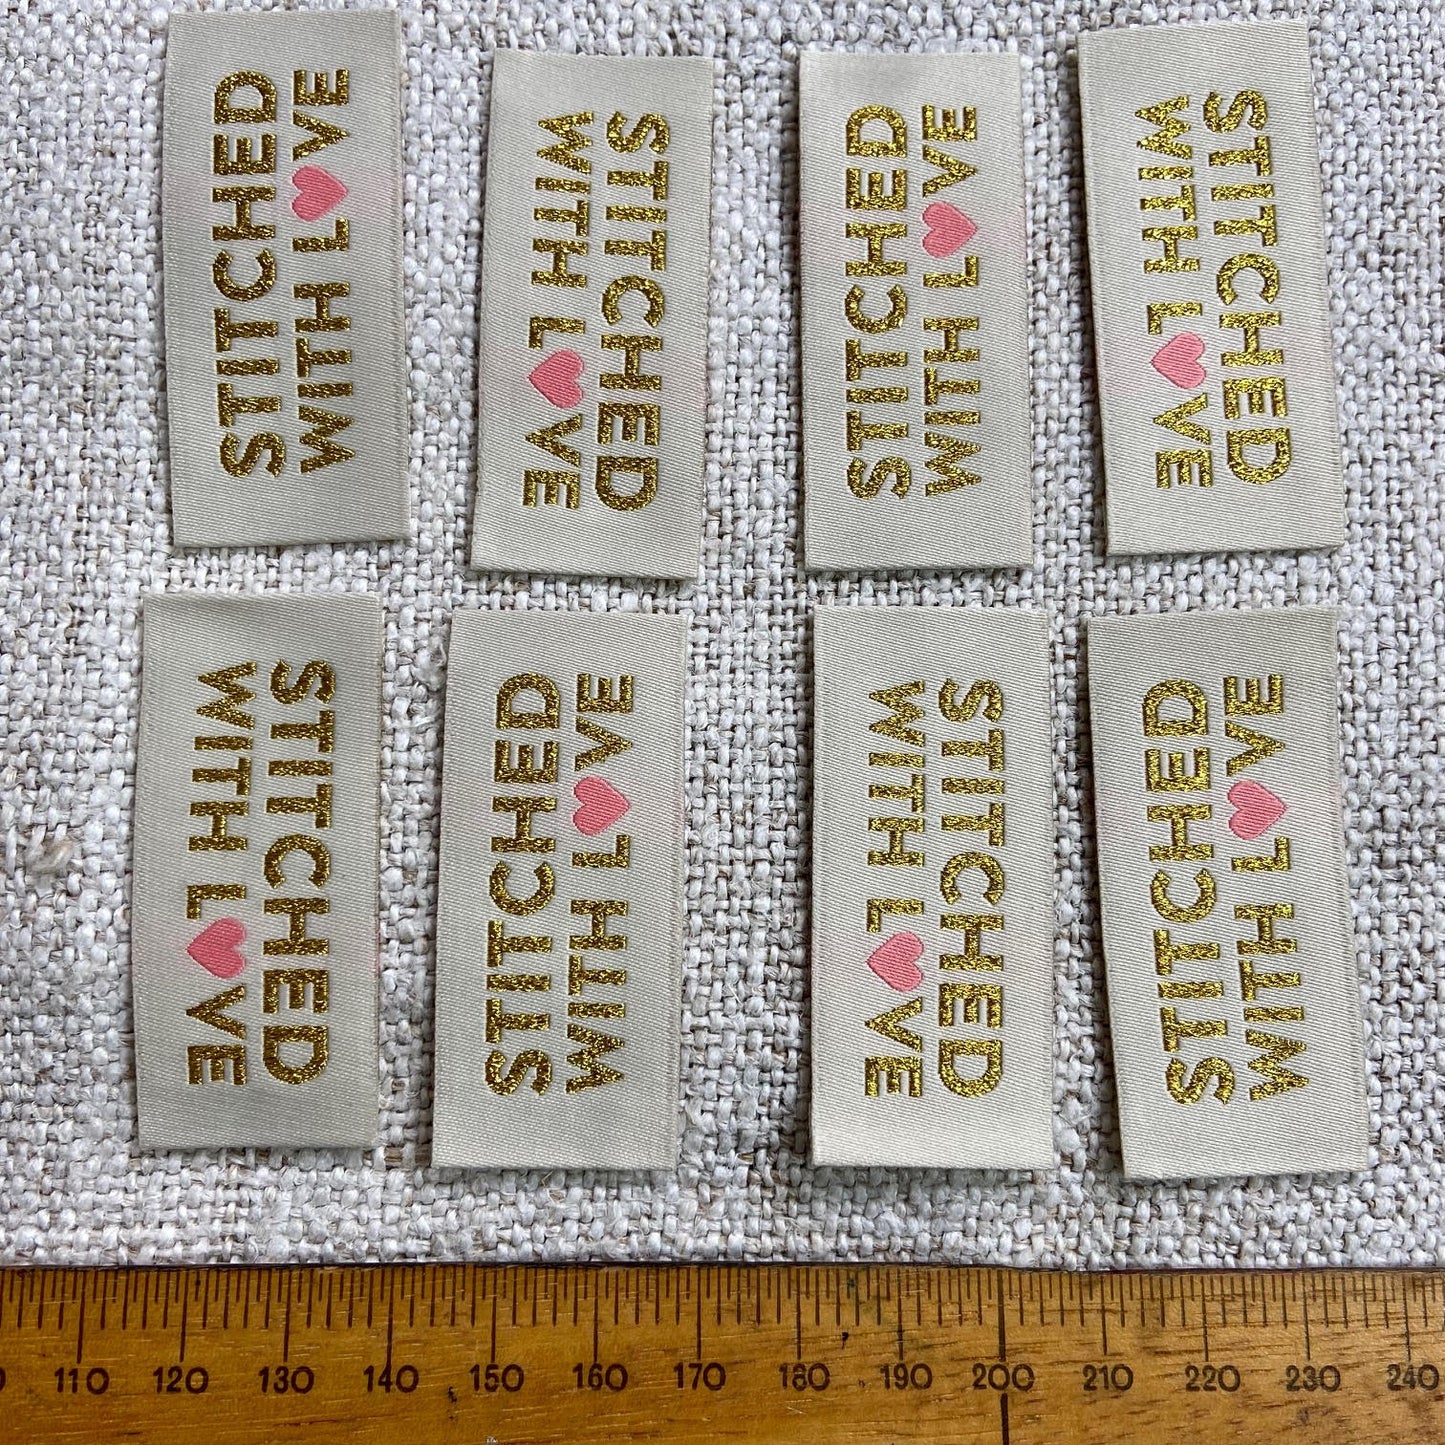 STITCHED
WITH L♥VE
STITCHED
WITH L♥VE
STITCHED
WITH L♥VE
STITCHED
WITH L♥VE
STITCHED
WITH L♥VE
STITCHED
WITH L♥VE
STITCHED
WITH L♥VE
STITCHED
WITH L♥VE
110 120 130 140 150 160 170 180 190 200 210 220 230 240